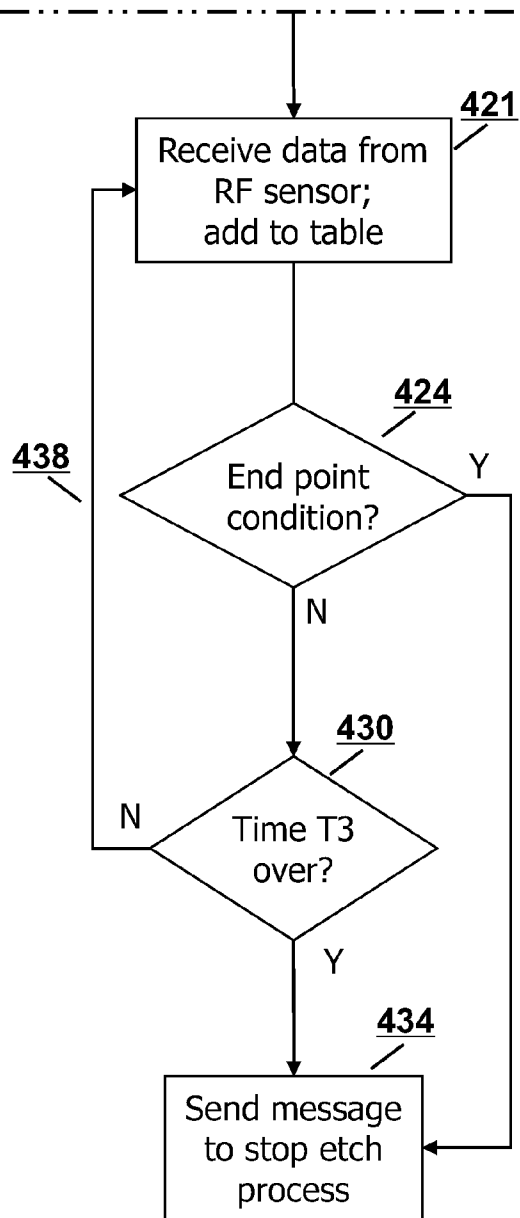 421
Receive data from
RF sensor;
add to table
424
438
Y
End point
condition?
N
430
N
Time T3
over?
Y
434
Send message
to stop etch
process